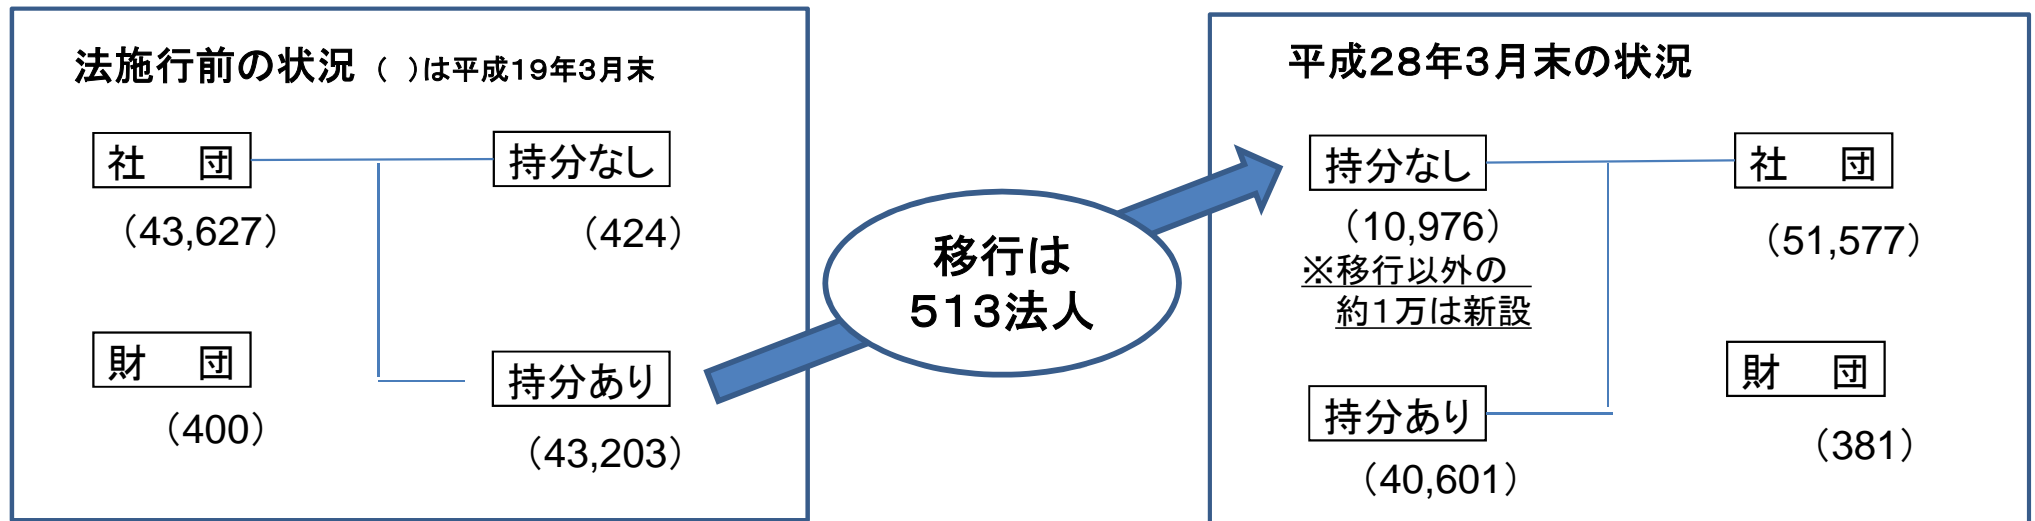 法施行前の状況 ( )は平成19年3月末
社 団
持分なし
(43,627)
(424)
財 団
持分あり
(400)
(43,203)
移行は
513法人
平成28年3月末の状況
持分なし
社 団
(10,976)
(51,577)
※移行以外の
約1万は新設
財 団
持分あり
(381)
(40,601)